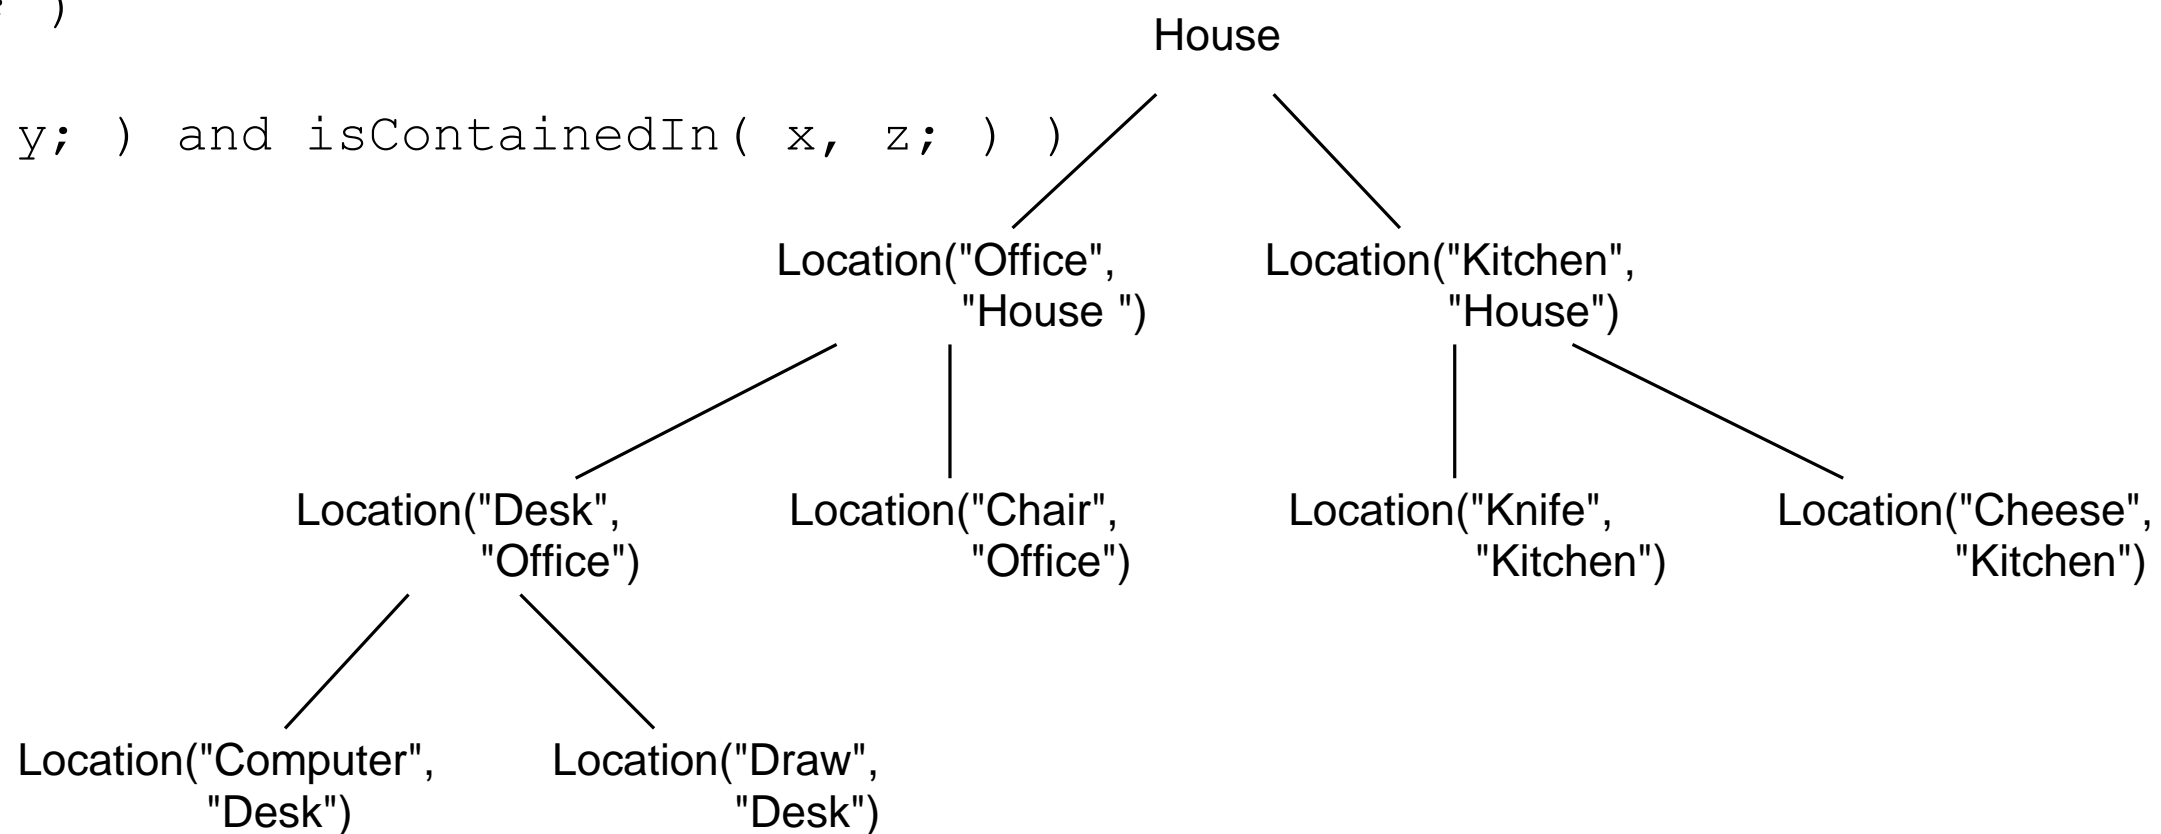 ; )
House
y; ) and isContainedIn( x, z; ) )
Location("Office",
"House ")
Location("Kitchen",
"House")
Location("Desk",
"Office")
Location("Chair",
"Office")
Location("Knife",
"Kitchen")
Location("Cheese",
"Kitchen")
Location("Computer",
"Desk")
Location("Draw",
"Desk")